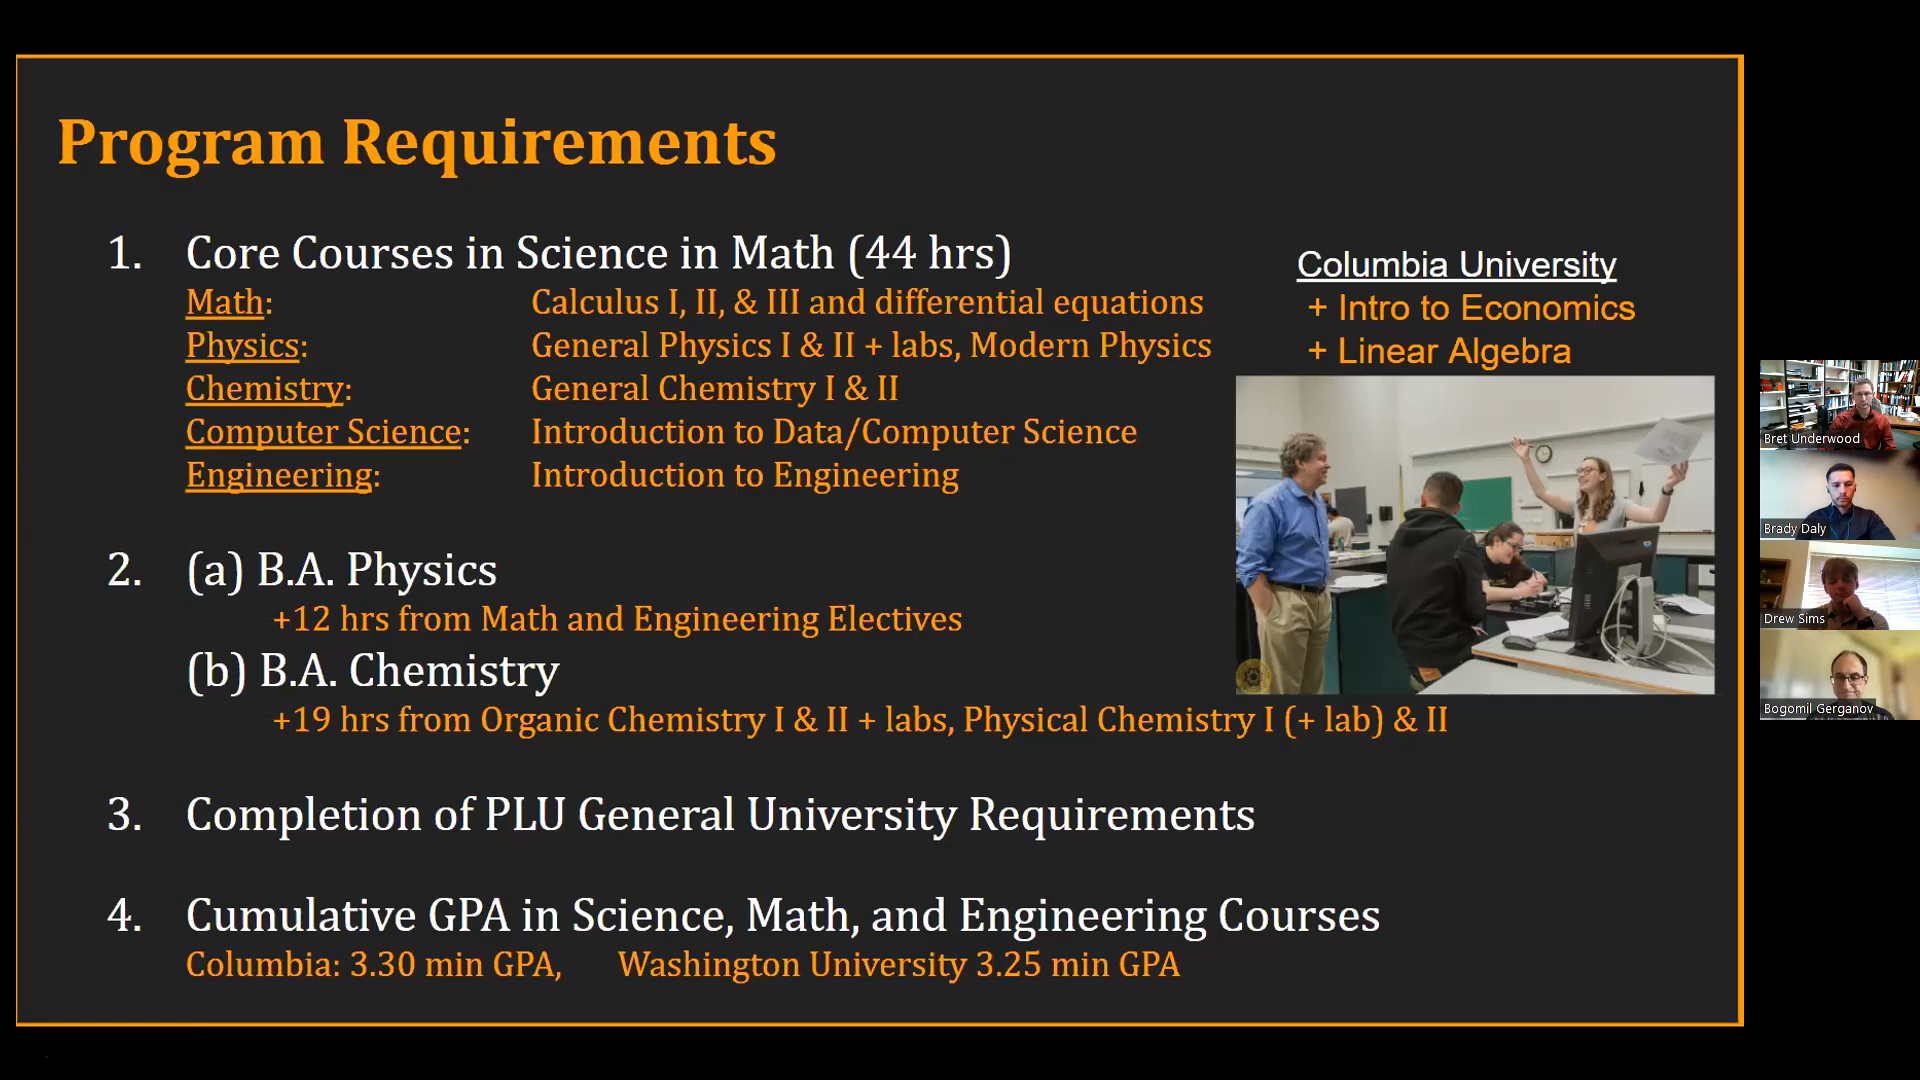 Program Requirements
1. Core Courses in Science in Math (44 hrs)
Math: Calculus I, II, & III and differential equations
Physics: General Physics I & II + labs, Modern Physics
Chemistry: General Chemistry I & II
Computer Science: Introduction to Data/Computer Science
Engineering: Introduction to Engineering
Columbia University
+ Intro to Economics
+ Linear Algebra
2. (a) B.A. Physics
+12 hrs from Math and Engineering Electives
(b) B.A. Chemistry
+19 hrs from Organic Chemistry I & II + labs, Physical Chemistry I (+ lab) & II
3. Completion of PLU General University Requirements
4. Cumulative GPA in Science, Math, and Engineering Courses
Columbia: 3.30 min GPA, Washington University 3.25 min GPA
Bret Underwood
Brady Daly
Drew Sims
Bogomil Gerganov